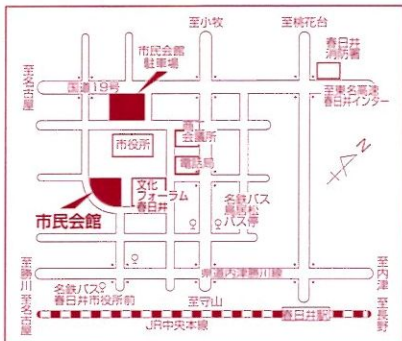 至小牧
至桃花台
市民会館
駐車場
春日井
消防署
至名古屋
国道19号
至東名高速
春日井インター
市役所
商工
会議所
電話局
N
文化
フォーラム
春日井
市民会館
名鉄バス
鳥居松
バス停
至勝川
県道内津勝川線
至内津
名鉄バス
春日井市役所前
至守山
春日井駅
至名古屋
JR中央本線
至長野